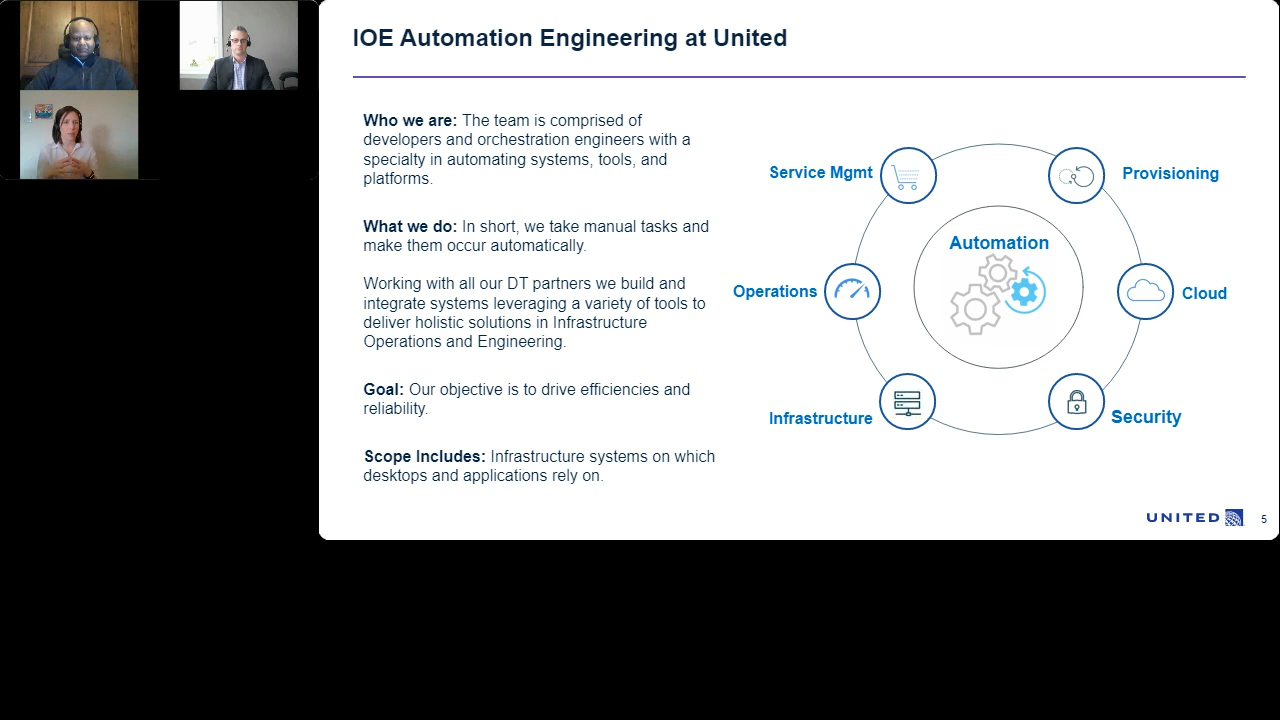 IOE Automation Engineering at United
Who we are: The team is comprised of
developers and orchestration engineers with a
specialty in automating systems, tools, and
platforms.
What we do: In short, we take manual tasks and
make them occur automatically.
Working with all our DT partners we build and
integrate systems leveraging a variety of tools to
deliver holistic solutions in Infrastructure
Operations and Engineering.
Goal: Our objective is to drive efficiencies and
reliability.
Scope Includes: Infrastructure systems on which
desktops and applications rely on.
Service Mgmt
Provisioning
Automation
Operations
Cloud
Infrastructure
Security
UNITED
5